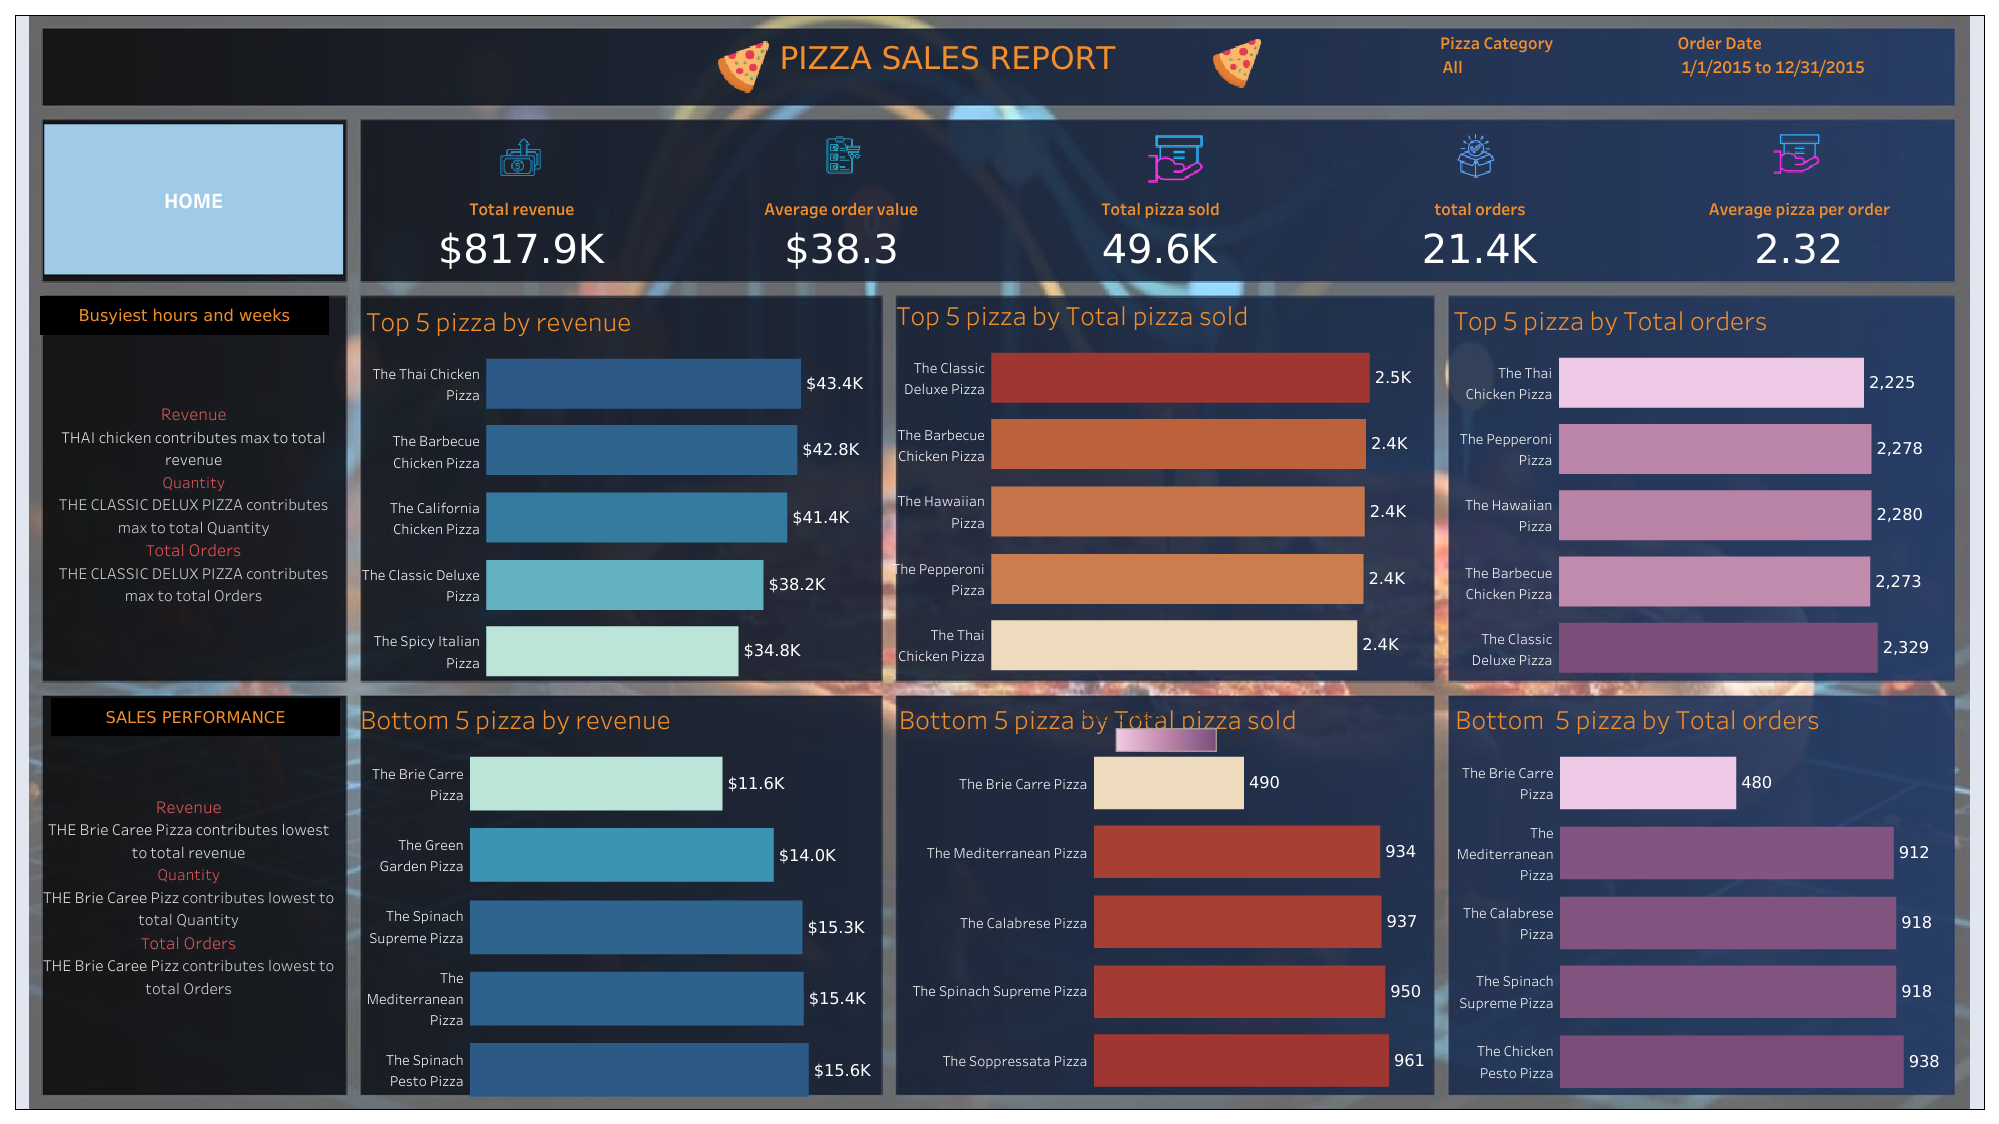 PIZZA SALES REPORT
Pizza Category
All
Order Date
1/1/2015 to 12/31/2015
HOME
Total revenue
$817.9K
Average order value
$38.3
Total pizza sold
49.6K
total orders
21.4K
Average pizza per order
2.32
Busyiest hours and weeks
Revenue
THAI chicken contributes max to total
revenue
Quantity
THE CLASSIC DELUX PIZZA contributes
max to total Quantity
Total Orders
THE CLASSIC DELUX PIZZA contributes
max to total Orders
Top 5 pizza by revenue
The Thai Chicken
Pizza
$43.4K
The Barbecue
Chicken Pizza
$42.8K
The California
Chicken Pizza
$41.4K
The Classic Deluxe
Pizza
$38.2K
The Spicy Italian
Pizza
$34.8K
Top 5 pizza by Total pizza sold
The Classic
Deluxe Pizza
2.5K
The Barbecue
Chicken Pizza
2.4K
The Hawaiian
Pizza
2.4K
The Pepperoni
Pizza
2.4K
The Thai
Chicken Pizza
2.4K
Top 5 pizza by Total orders
The Thai
Chicken Pizza
2,225
The Pepperoni
Pizza
2,278
The Hawaiian
Pizza
2,280
The Barbecue
Chicken Pizza
2,273
The Classic
Deluxe Pizza
2,329
SALES PERFORMANCE
Revenue
THE Brie Caree Pizza contributes lowest
to total revenue
Quantity
THE Brie Caree Pizz contributes lowest to
total Quantity
Total Orders
THE Brie Caree Pizz contributes lowest to
total Orders
Bottom 5 pizza by revenue
The Brie Carre
Pizza
$11.6K
The Green
Garden Pizza
$14.0K
The Spinach
Supreme Pizza
$15.3K
The
Mediterranean
Pizza
$15.4K
The Spinach
Pesto Pizza
$15.6K
Bottom 5 pizza by Total pizza sold
The Brie Carre Pizza
490
The Mediterranean Pizza
934
The Calabrese Pizza
937
The Spinach Supreme Pizza
950
The Soppressata Pizza
961
Bottom  5 pizza by Total orders
The Brie Carre
Pizza
480
The
Mediterranean
Pizza
912
The Calabrese
Pizza
918
The Spinach
Supreme Pizza
918
The Chicken
Pesto Pizza
938